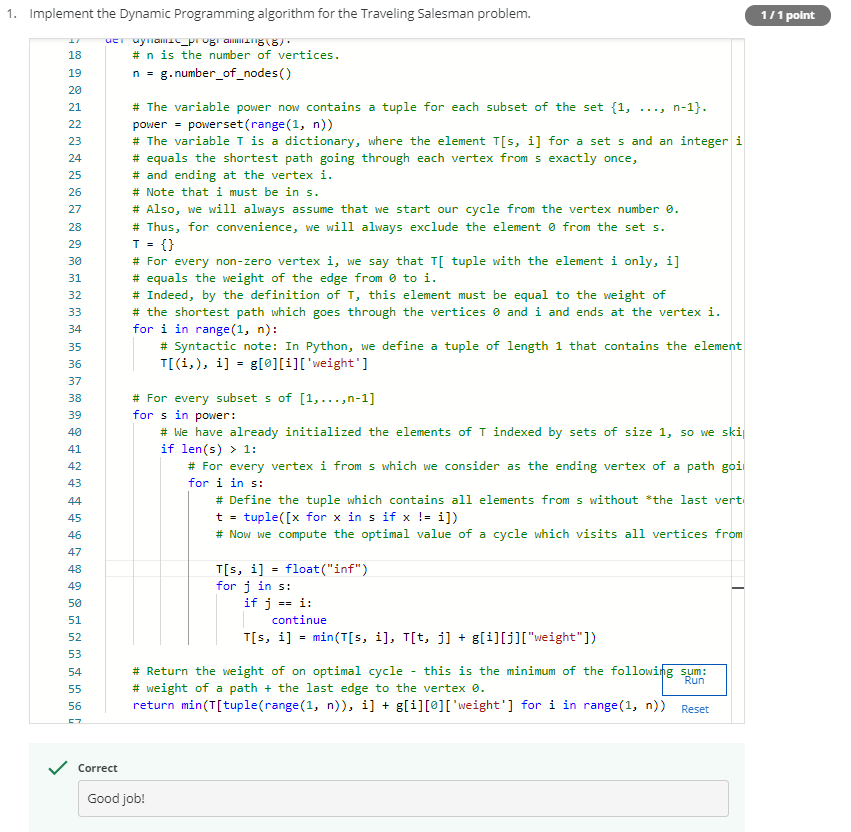 1. Implement the Dynamic Programming algorithm for the Traveling Salesman problem.
1 / 1 point
17 def dynamic_programming(g):
18 # n is the number of vertices.
19 n = g.number_of_nodes()
20
21 # The variable power now contains a tuple for each subset of the set {1, ..., n-1}.
22 power = powerset(range(1, n))
23 # The variable T is a dictionary, where the element T[s, i] for a set s and an integer i
24 # equals the shortest path going through each vertex from s exactly once,
25 # and ending at the vertex i.
26 # Note that i must be in s.
27 # Also, we will always assume that we start our cycle from the vertex number 0.
28 # Thus, for convenience, we will always exclude the element 0 from the set s.
29 T = {}
30 # For every non-zero vertex i, we say that T[ tuple with the element i only, i]
31 # equals the weight of the edge from 0 to i.
32 # Indeed, by the definition of T, this element must be equal to the weight of
33 # the shortest path which goes through the vertices 0 and i and ends at the vertex i.
34 for i in range(1, n):
35 # Syntactic note: In Python, we define a tuple of length 1 that contains the element
36 T[(i,), i] = g[0][i]['weight']
37
38 # For every subset s of [1,...,n-1]
39 for s in power:
40 # We have already initialized the elements of T indexed by sets of size 1, so we ski
41 if len(s) > 1:
42 # For every vertex i from s which we consider as the ending vertex of a path goi
43 for i in s:
44 # Define the tuple which contains all elements from s without *the last vert
45 t = tuple([x for x in s if x != i])
46 # Now we compute the optimal value of a cycle which visits all vertices from
47
48 T[s, i] = float("inf")
49 for j in s:
50 if j == i:
51 continue
52 T[s, i] = min(T[s, i], T[t, j] + g[i][j]["weight"])
53
54 # Return the weight of on optimal cycle - this is the minimum of the following sum:
55 # weight of a path + the last edge to the vertex 0.
56 return min(T[tuple(range(1, n)), i] + g[i][0]['weight'] for i in range(1, n))
57
Run
Reset
Correct
Good job!